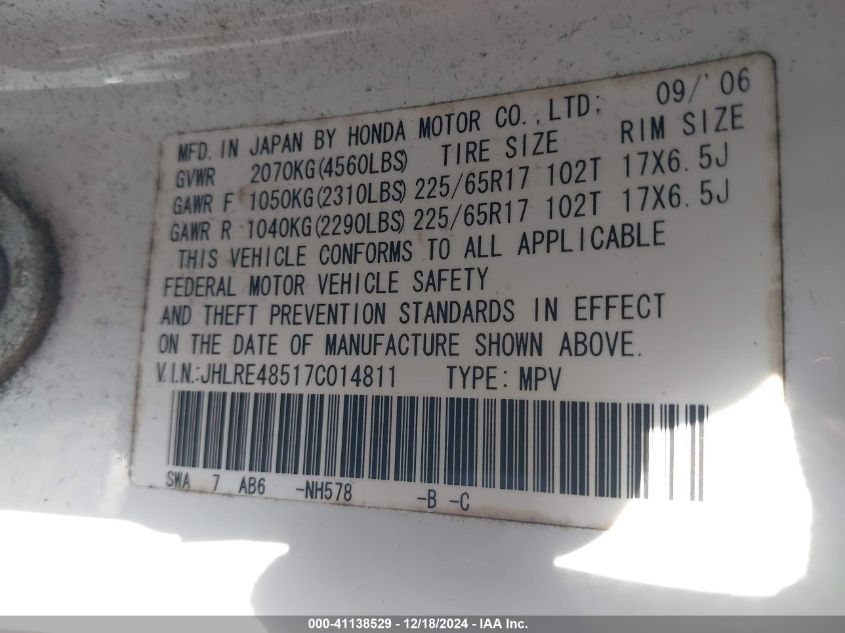 MFD. IN JAPAN BY HONDA MOTOR CO., LTD; 09/'06
GVWR 2070KG(4560LBS) TIRE SIZE RIM SIZE
GAWR F 1050KG(2310LBS) 225/65R17 102T 17X6.5J
GAWR R 1040KG(2290LBS) 225/65R17 102T 17X6.5J
THIS VEHICLE CONFORMS TO ALL APPLICABLE
FEDERAL MOTOR VEHICLE SAFETY
AND THEFT PREVENTION STANDARDS IN EFFECT
ON THE DATE OF MANUFACTURE SHOWN ABOVE.
V.I.N.:JHLRE48517C014811 TYPE: MPV
SWA 7 AB6 -NH578 -B -C
000-41138529 - 12/18/2024 - IAA, Inc.